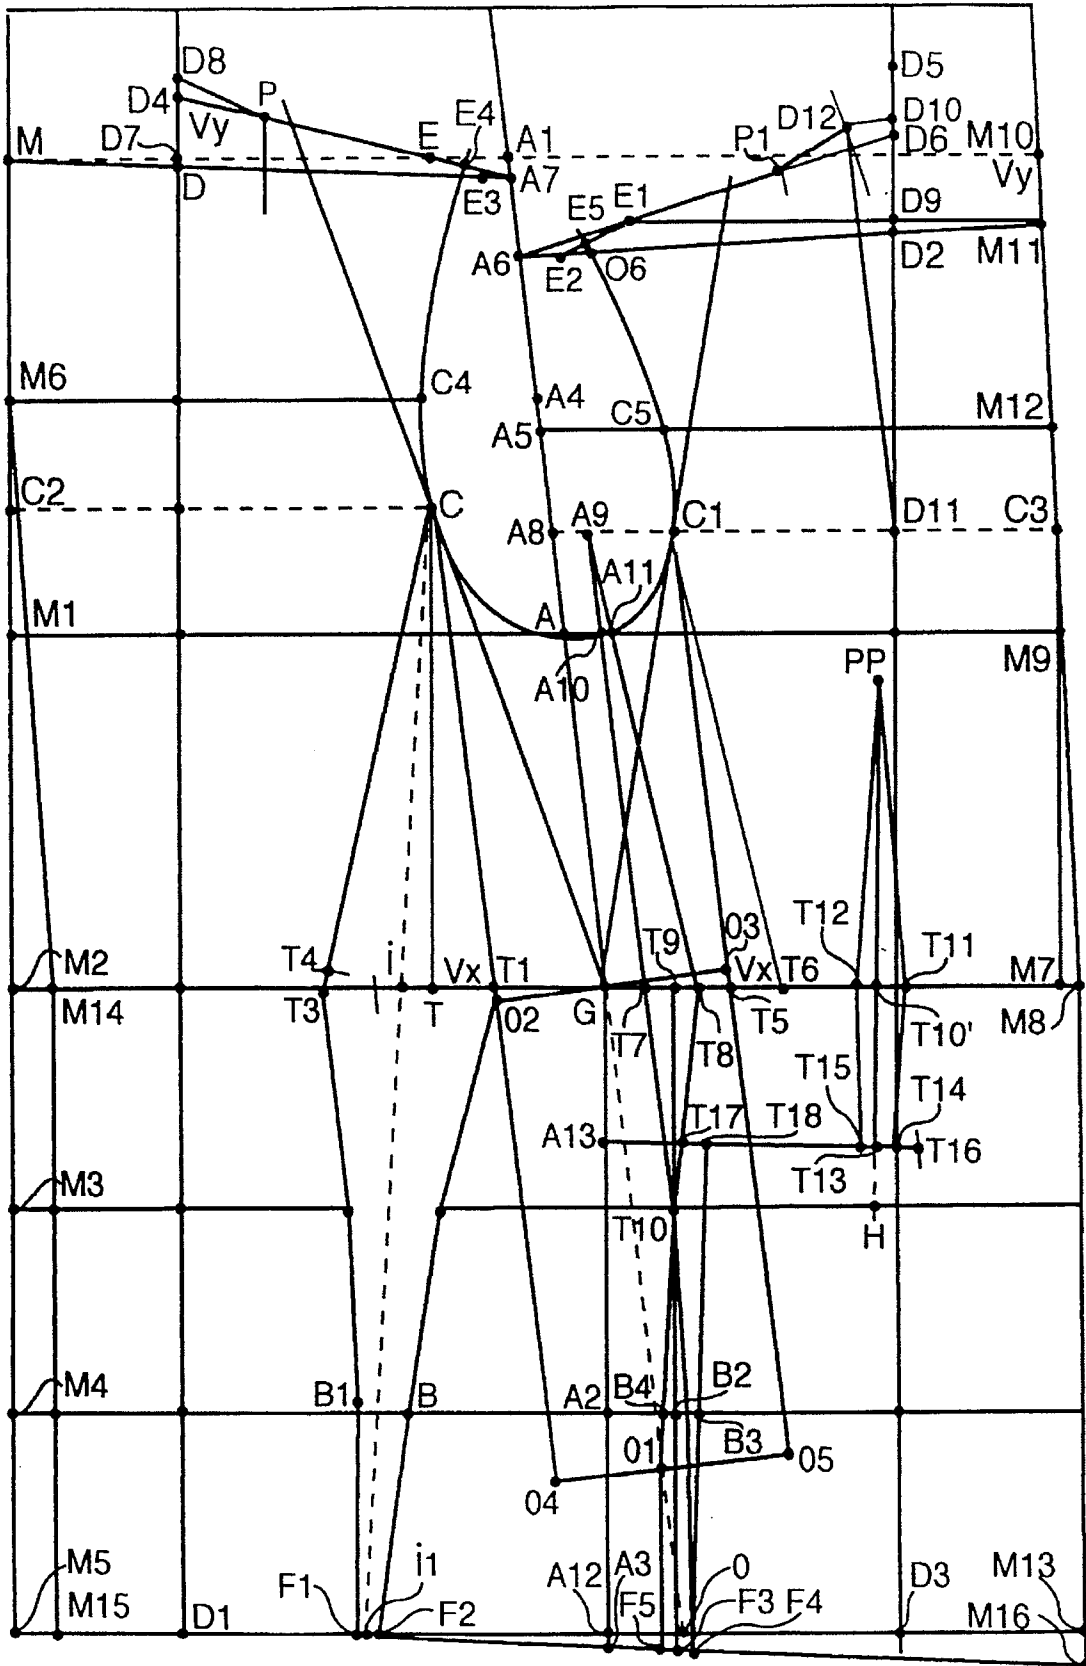 D8
D5
D4
P
Vy
E4
D12
D10
D6
P1
M10
M
D7
D
E
A1
A7
Vy
E3
E5
E1
D9
A6
E2
O6
D2
M11
M6
C4
A4
A5
C5
M12
C2
C
A8
A9
C1
D11
C3
A11
M1
A
A10
M9
PP
T12
T9
03
T11
M2
T4
i
Vx
T1
Vx
T6
M7
M14
T3
T
02
G
T7
T8
T5
T10'
M8
T15
T14
A13
T17
T18
T13
T16
M3
T10
H
M4
B1
B
A2
B4
B2
B3
01
05
04
M5
i1
A12
A3
0
D3
M13
M15
D1
F1
F2
F5
F3
F4
M16